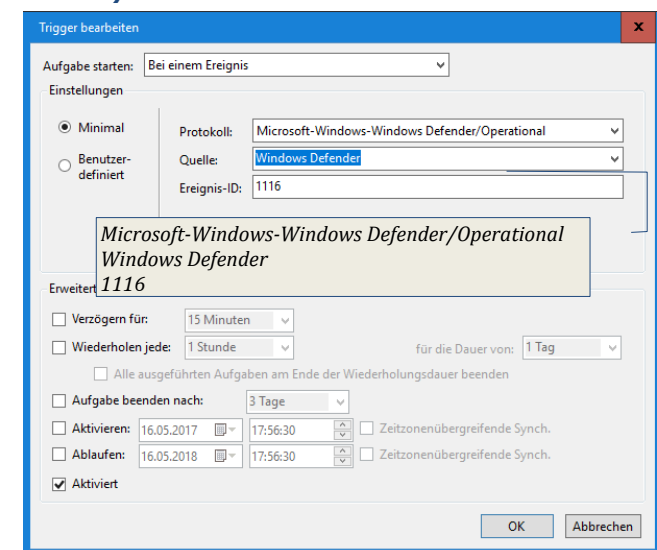 Trigger bearbeiten
x
Aufgabe starten: Bei einem Ereignis
Einstellungen
Minimal
Benutzer-
definiert
Protokoll: Microsoft-Windows-Windows Defender/Operational
Quelle: Windows Defender
Ereignis-ID: 1116
Microsoft-Windows-Windows Defender/Operational
Windows Defender
1116
Verzögern für: 15 Minuten
Wiederholen jede: 1 Stunde für die Dauer von: 1 Tag
Alle ausgeführten Aufgaben am Ende der Wiederholungsdauer beenden
Aufgabe beenden nach: 3 Tage
Aktivieren: 16.05.2017 17:56:30 Zeitzonenübergreifende Synch.
Ablaufen: 16.05.2018 17:56:30 Zeitzonenübergreifende Synch.
Aktiviert
OK Abbrechen